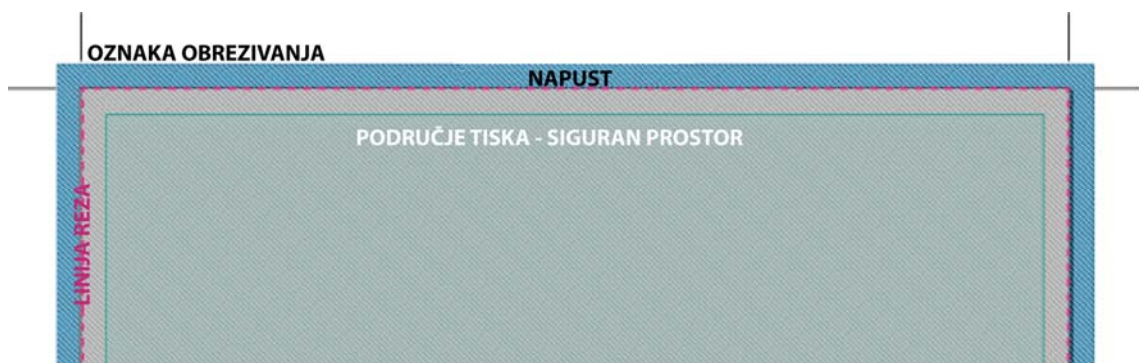 OZNAKA OBREZIVANJA
NAPUST
PODRUČJE TISKA - SIGURAN PROSTOR
LINIJA REZA